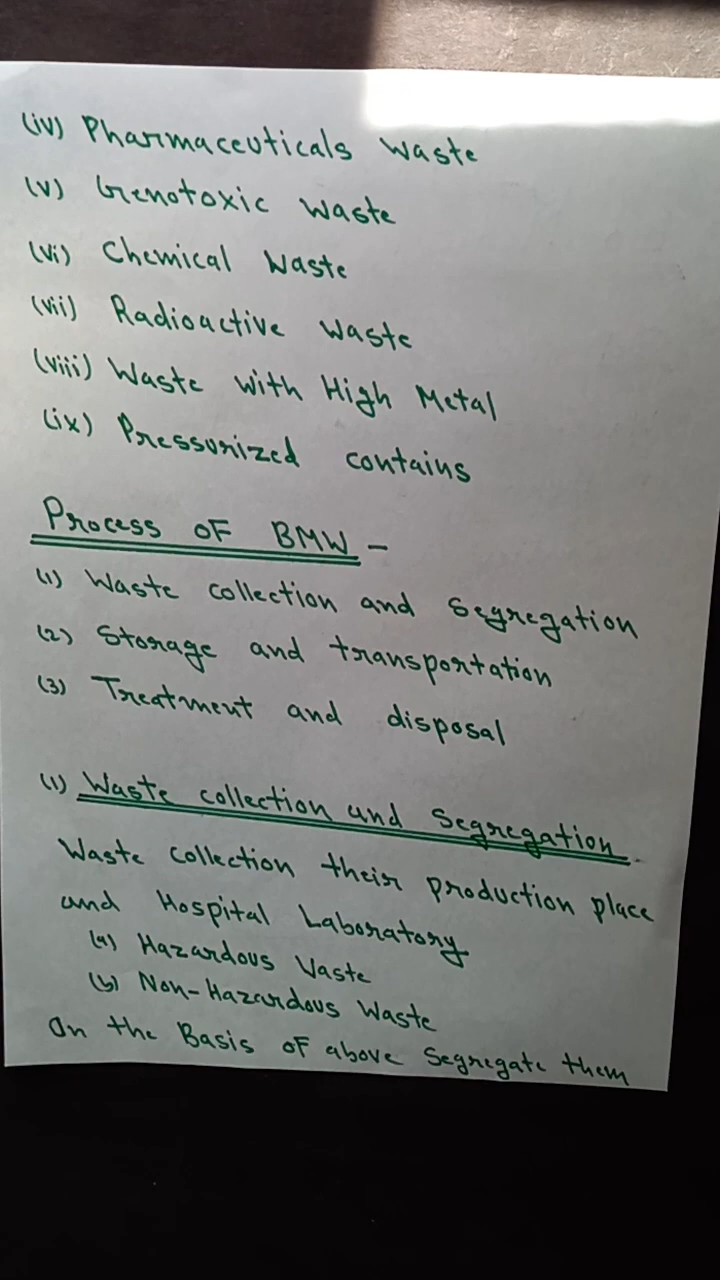 (iv) Pharmaceuticals Waste
(v) Genotoxic Waste
(vi) Chemical Waste
(vii) Radioactive Waste
(viii) Waste with High Metal
(ix) Pressurized contains
Process of BMW -
(1) Waste collection and Segregation
(2) Storage and transportation
(3) Treatment and disposal
(1) Waste collection and Segregation.
Waste collection their production place
and Hospital Laboratory
(a) Hazardous Vaste
(b) Non-Hazardous Waste
On the Basis of above Segregate them